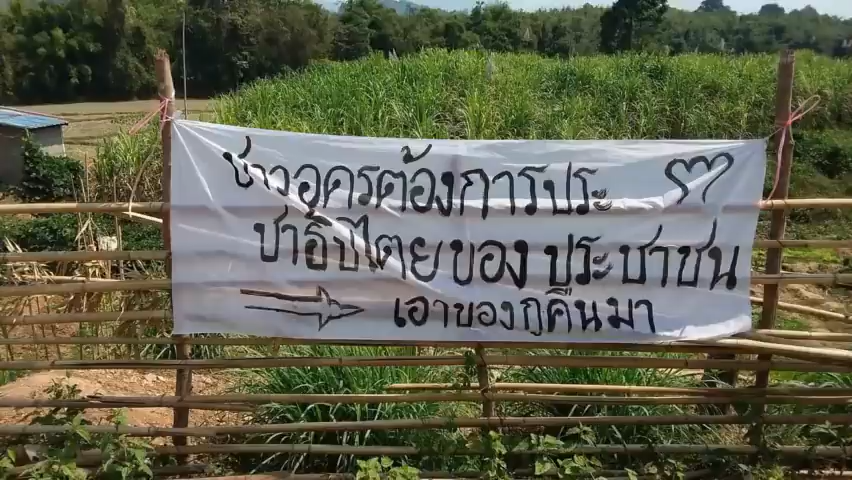 ชาวอุครต้องการประ
ชาธิปไตยของ ประชาชน
เอาของกูคืนมา